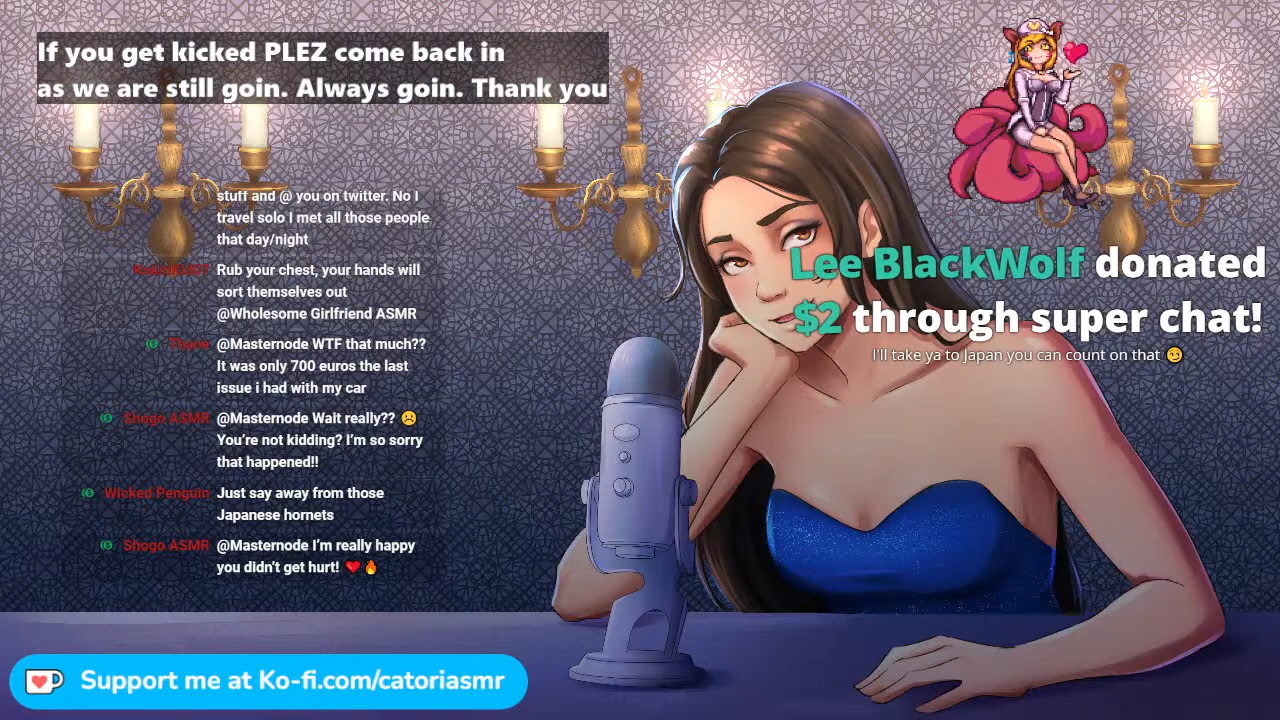 If you get kicked PLEZ come back in
as we are still goin. Always goin. Thank you
stuff and @ you on twitter. No I
travel solo I met all those people
that day/night
Rub your chest, your hands will
sort themselves out
@Wholesome Girlfriend ASMR
Thane @Masternode WTF that much??
It was only 700 euros the last
issue i had with my car
Shogo ASMR @Masternode Wait really??
You're not kidding? I'm so sorry
that happened!!
Wicked Penguin Just say away from those
Japanese hornets
Shogo ASMR @Masternode I'm really happy
you didn't get hurt!
Lee BlackWolf donated
$2 through super chat!
I'll take ya to Japan you can count on that
Support me at Ko-fi.com/catoriasmr